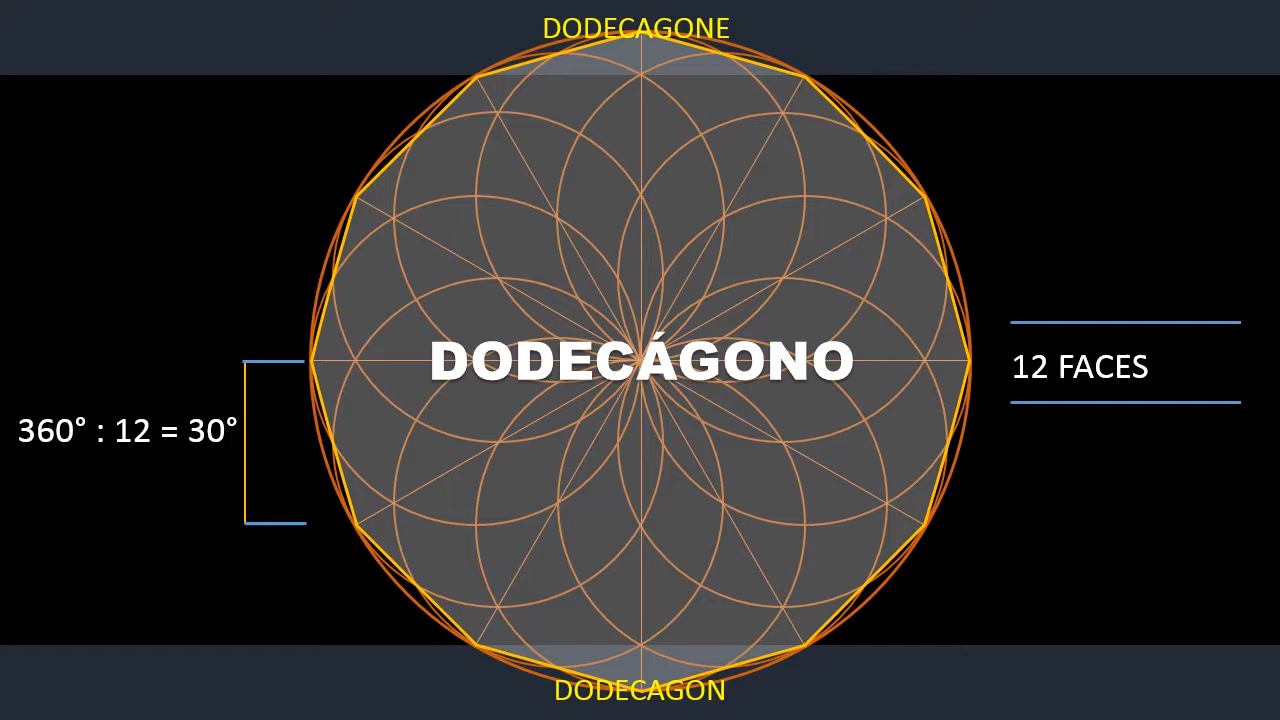 DODECAGONE
DODECÁGONO
12 FACES
360° : 12 = 30°
DODECAGON